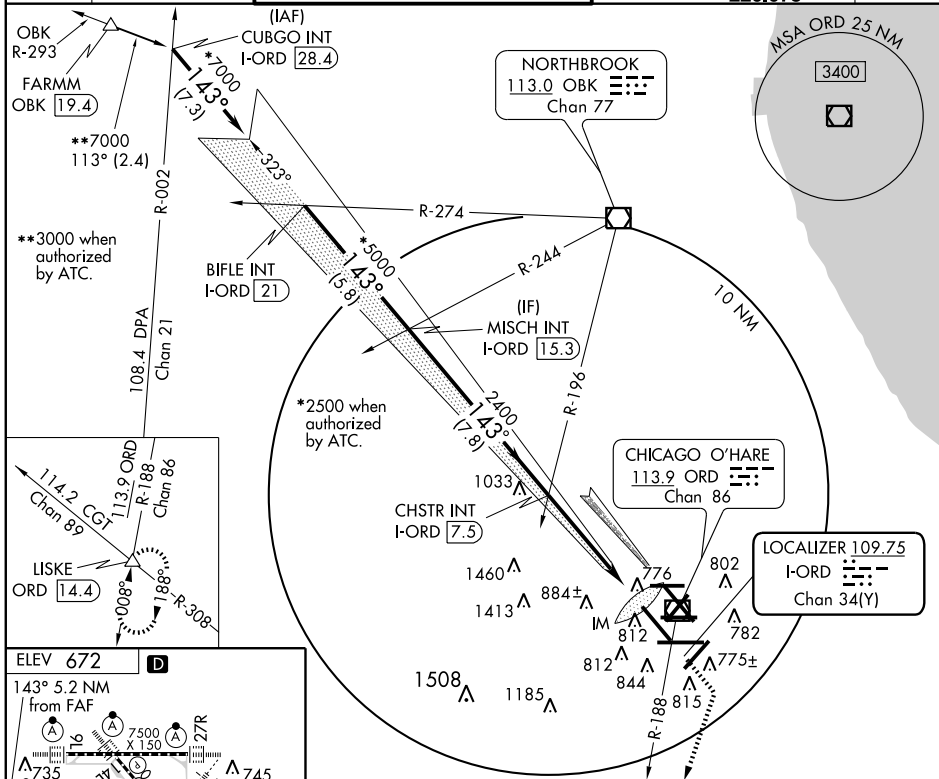 OBK
R-293
FARMM
OBK 19.4
**7000
113° (2.4)
(IAF)
CUBGO INT
I-ORD 28.4
*7000
143°
(7.3)
323°
NORTHBROOK
113.0 OBK
Chan 77
MSA ORD 25 NM
3400
R-002
108.4 DPA
Chan 21
**3000 when
authorized
by ATC.
R-274
BIFLE INT
I-ORD 21
*5000
143°
(5.8)
R-244
(IF)
MISCH INT
I-ORD 15.3
10 NM
R-196
*2500 when
authorized
by ATC.
2400
143°
(7.8)
1033
CHSTR INT
I-ORD 7.5
CHICAGO O'HARE
113.9 ORD
Chan 86
LOCALIZER 109.75
I-ORD
Chan 34(Y)
114.2 CGT
Chan 89
113.9 ORD
R-188
Chan 86
LISKE
ORD 14.4
008°
188°
R-308
1460
1413
884±
776
802
IM
812
782
812
844
775±
815
1508
1185
R-188
ELEV 672
D
143° 5.2 NM
from FAF
A
A
A
9L
7500
X 150
27R
735
P
745